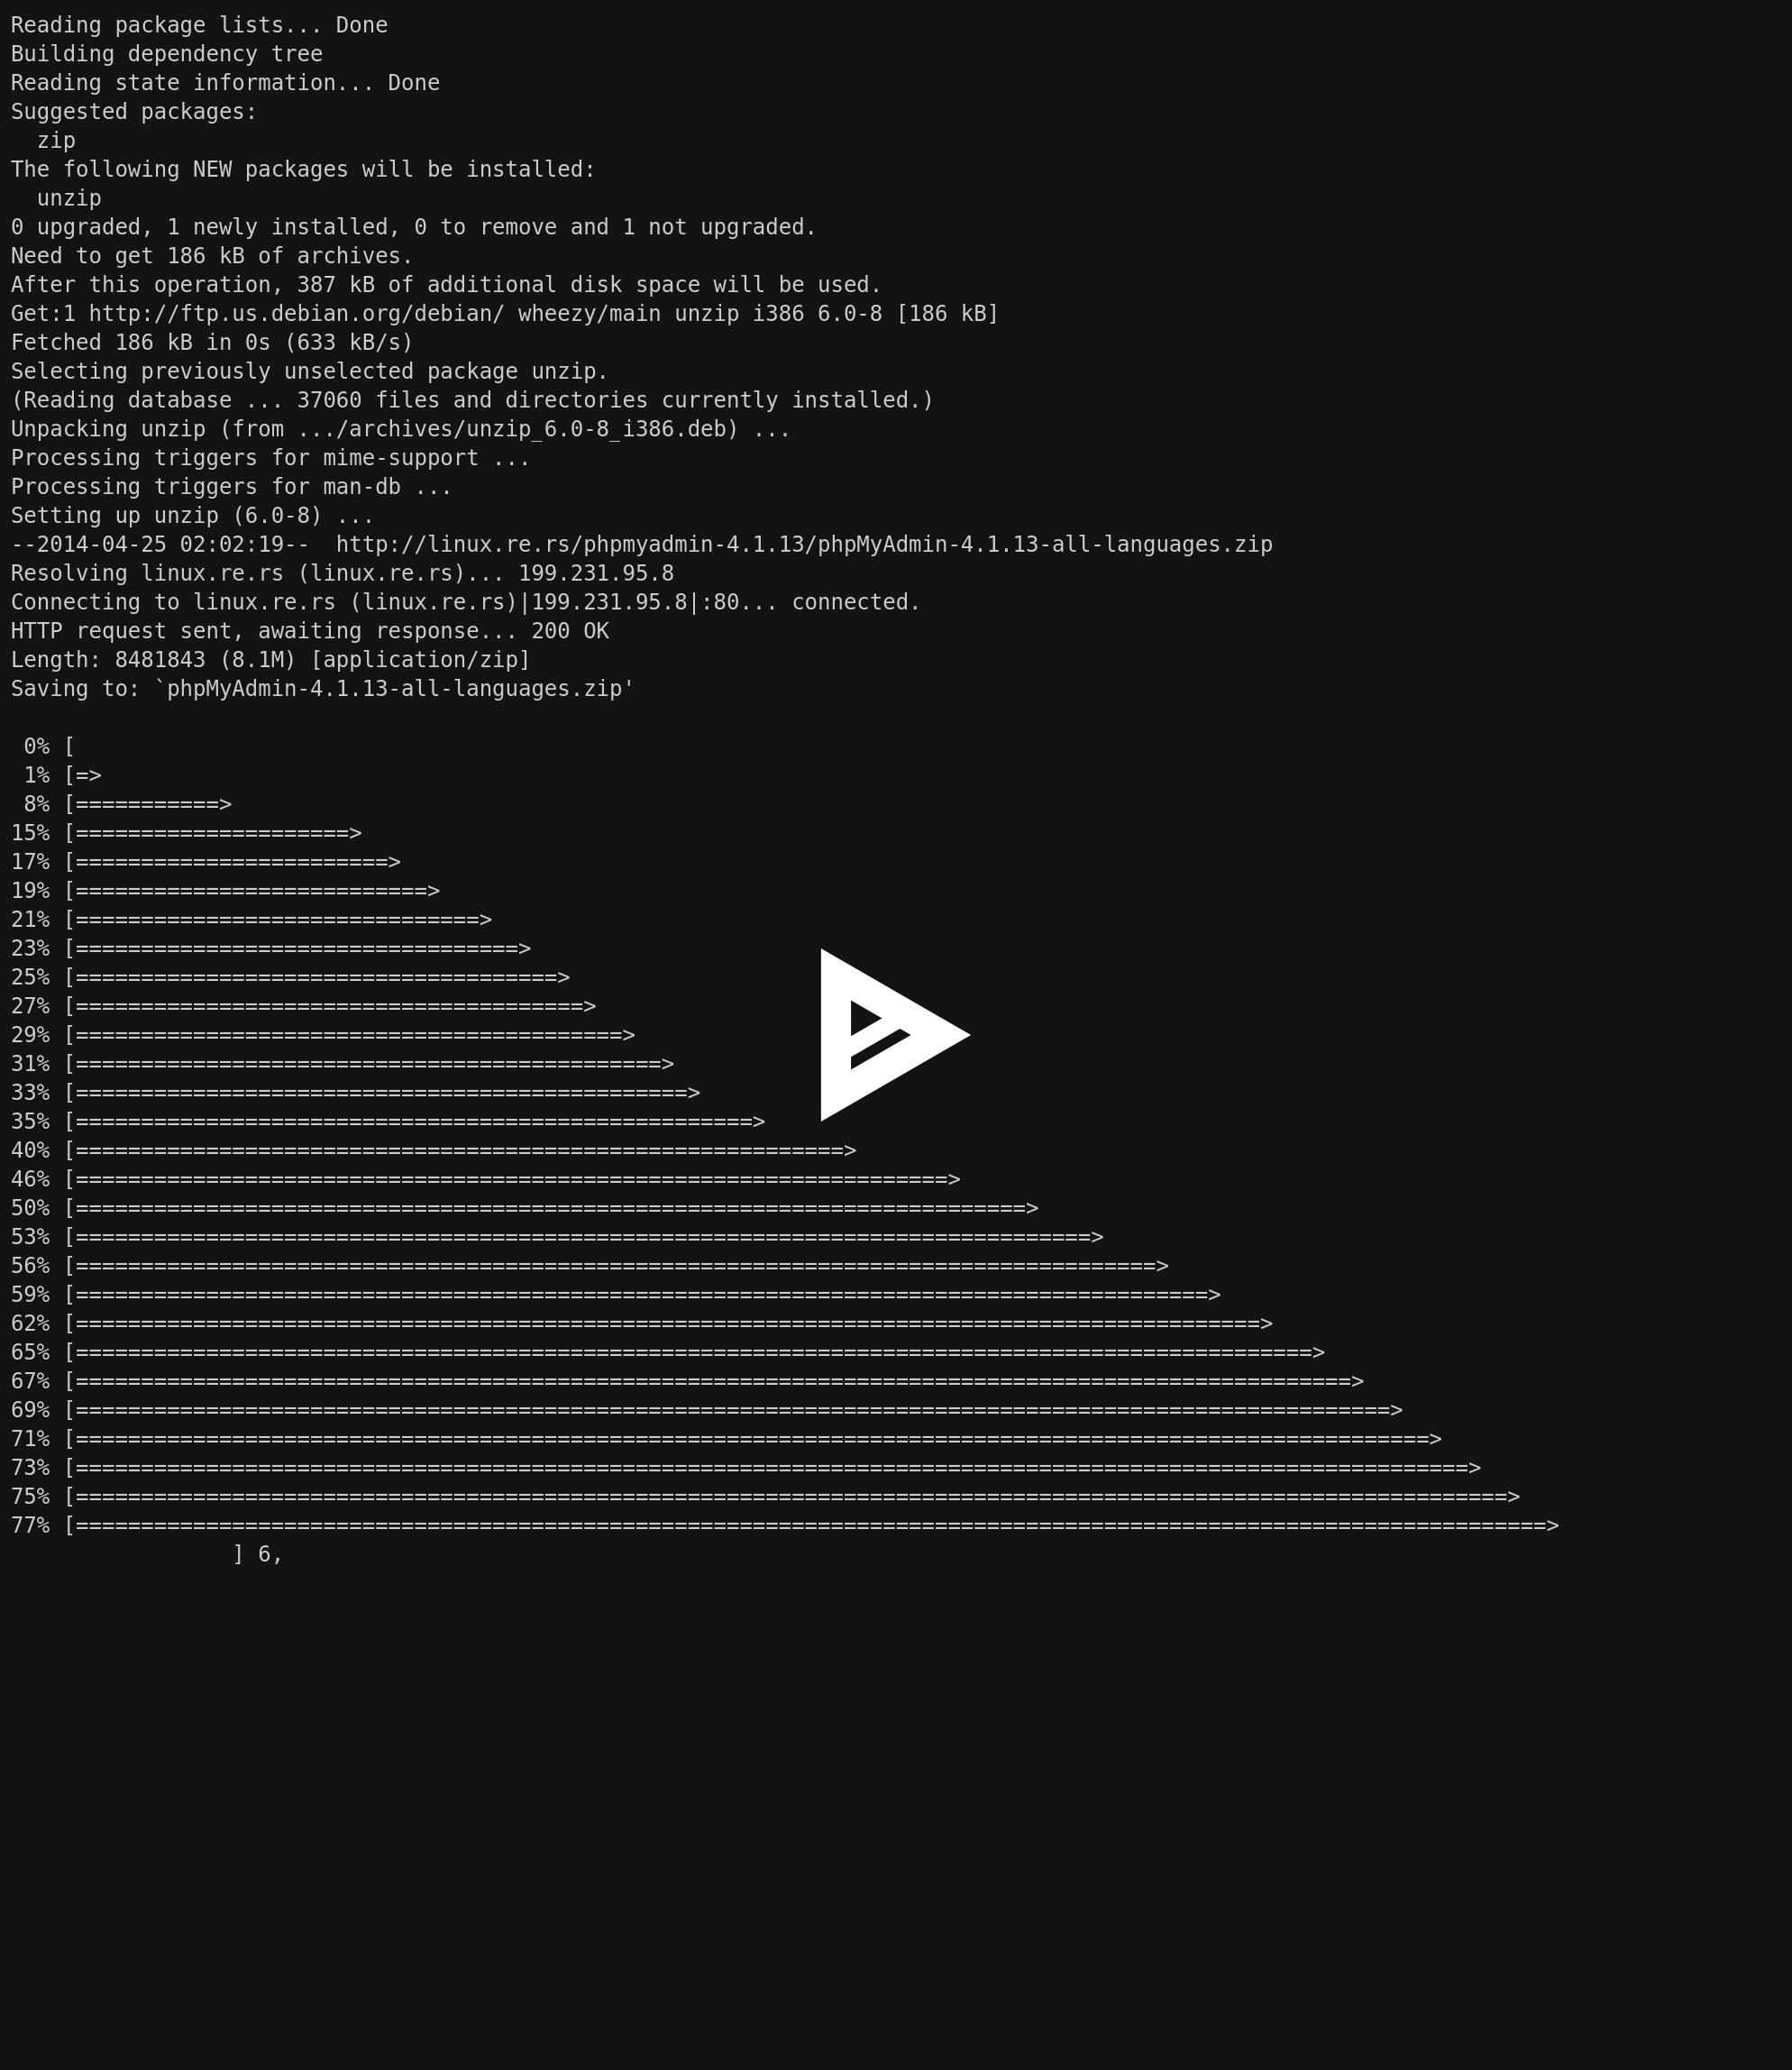 Reading package lists... Done
Building dependency tree
Reading state information... Done
Suggested packages:
  zip
The following NEW packages will be installed:
  unzip
0 upgraded, 1 newly installed, 0 to remove and 1 not upgraded.
Need to get 186 kB of archives.
After this operation, 387 kB of additional disk space will be used.
Get:1 http://ftp.us.debian.org/debian/ wheezy/main unzip i386 6.0-8 [186 kB]
Fetched 186 kB in 0s (633 kB/s)
Selecting previously unselected package unzip.
(Reading database ... 37060 files and directories currently installed.)
Unpacking unzip (from .../archives/unzip_6.0-8_i386.deb) ...
Processing triggers for mime-support ...
Processing triggers for man-db ...
Setting up unzip (6.0-8) ...
--2014-04-25 02:02:19--  http://linux.re.rs/phpmyadmin-4.1.13/phpMyAdmin-4.1.13-all-languages.zip
Resolving linux.re.rs (linux.re.rs)... 199.231.95.8
Connecting to linux.re.rs (linux.re.rs)|199.231.95.8|:80... connected.
HTTP request sent, awaiting response... 200 OK
Length: 8481843 (8.1M) [application/zip]
Saving to: `phpMyAdmin-4.1.13-all-languages.zip'

 0% [
 1% [=>
 8% [===========>
15% [=====================>
17% [========================>
19% [===========================>
21% [===============================>
23% [==================================>
25% [=====================================>
27% [=======================================>
29% [==========================================>
31% [=============================================>
33% [===============================================>
35% [====================================================>
40% [===========================================================>
46% [===================================================================>
50% [=========================================================================>
53% [==============================================================================>
56% [===================================================================================>
59% [=======================================================================================>
62% [===========================================================================================>
65% [===============================================================================================>
67% [==================================================================================================>
69% [=====================================================================================================>
71% [========================================================================================================>
73% [===========================================================================================================>
75% [==============================================================================================================>
77% [=================================================================================================================>
                 ] 6,